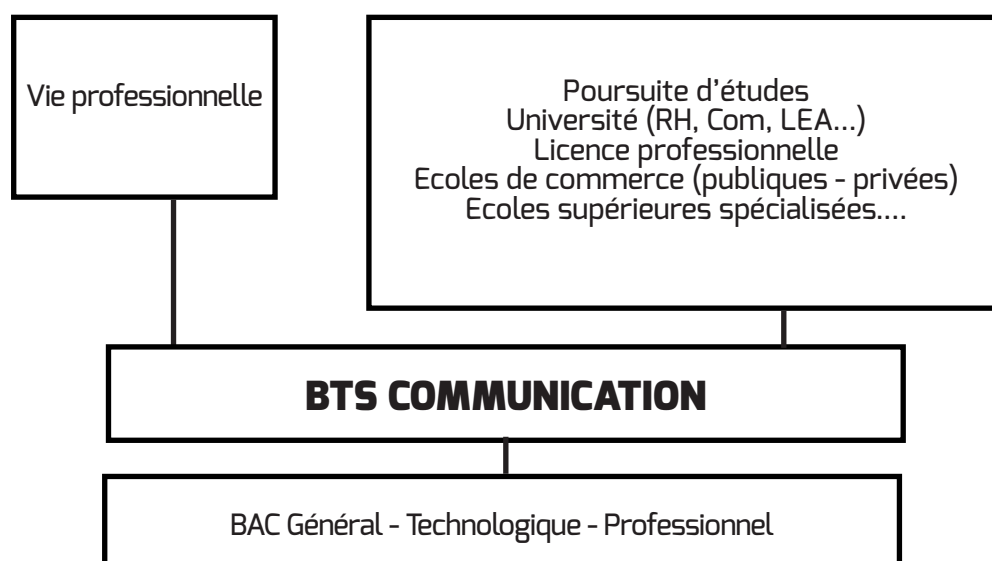 Vie professionnelle
Poursuite d'études
Université (RH, Com, LEA...)
Licence professionnelle
Ecoles de commerce (publiques - privées)
Ecoles supérieures spécialisées....
BTS COMMUNICATION
BAC Général - Technologique - Professionnel